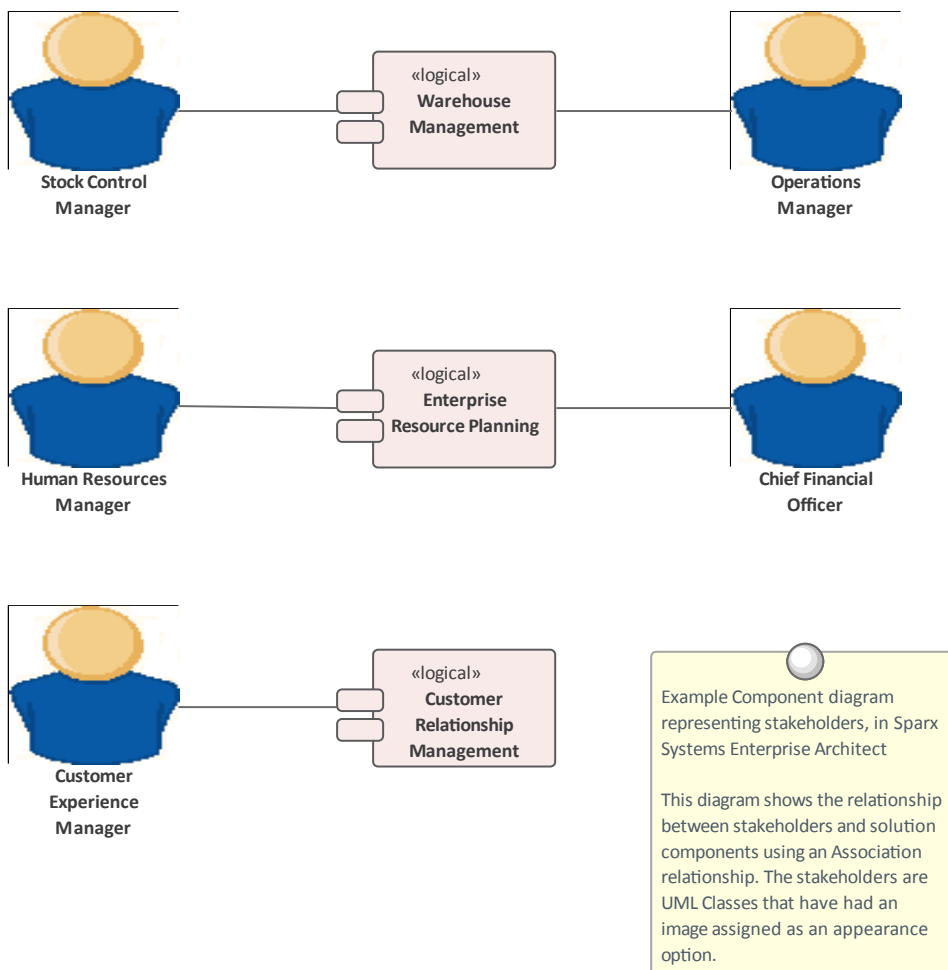 «logical»
Warehouse
Management
Stock Control
Manager
Operations
Manager
«logical»
Enterprise
Resource Planning
Human Resources
Manager
Chief Financial
Officer
«logical»
Customer
Relationship
Management
Customer
Experience
Manager
Example Component diagram
representing stakeholders, in Sparx
Systems Enterprise Architect
This diagram shows the relationship
between stakeholders and solution
components using an Association
relationship. The stakeholders are
UML Classes that have had an
image assigned as an appearance
option.